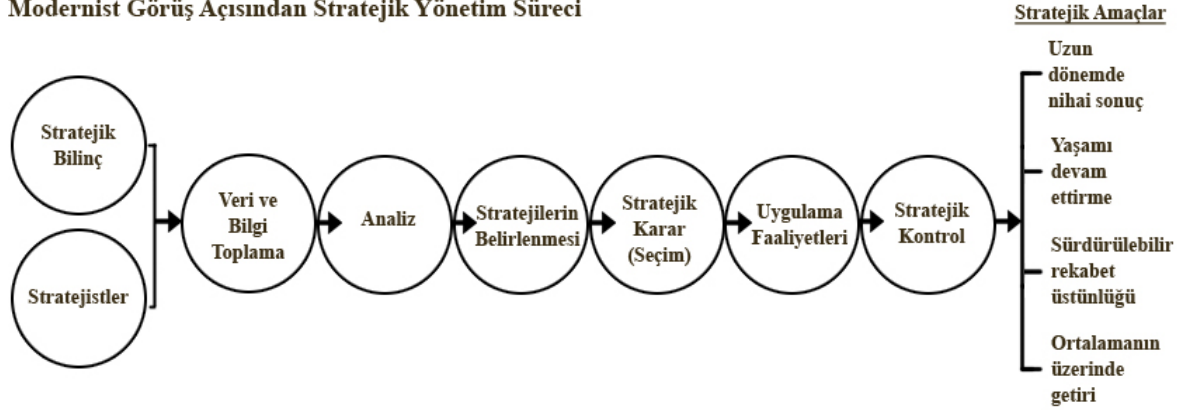 Modernist Görüş Açısından Stratejik Yönetim Süreci
Stratejik
Bilinç
Stratejistler
Veri ve
Bilgi
Toplama
Analiz
Stratejilerin
Belirlenmesi
Stratejik
Karar
(Seçim)
Uygulama
Faaliyetleri
Stratejik
Kontrol
Stratejik Amaçlar
Uzun
dönemde
nihai sonuç
Yaşamı
devam
ettirme
Sürdürülebilir
rekabet
üstünlüğü
Ortalamanın
üzerinde
getiri